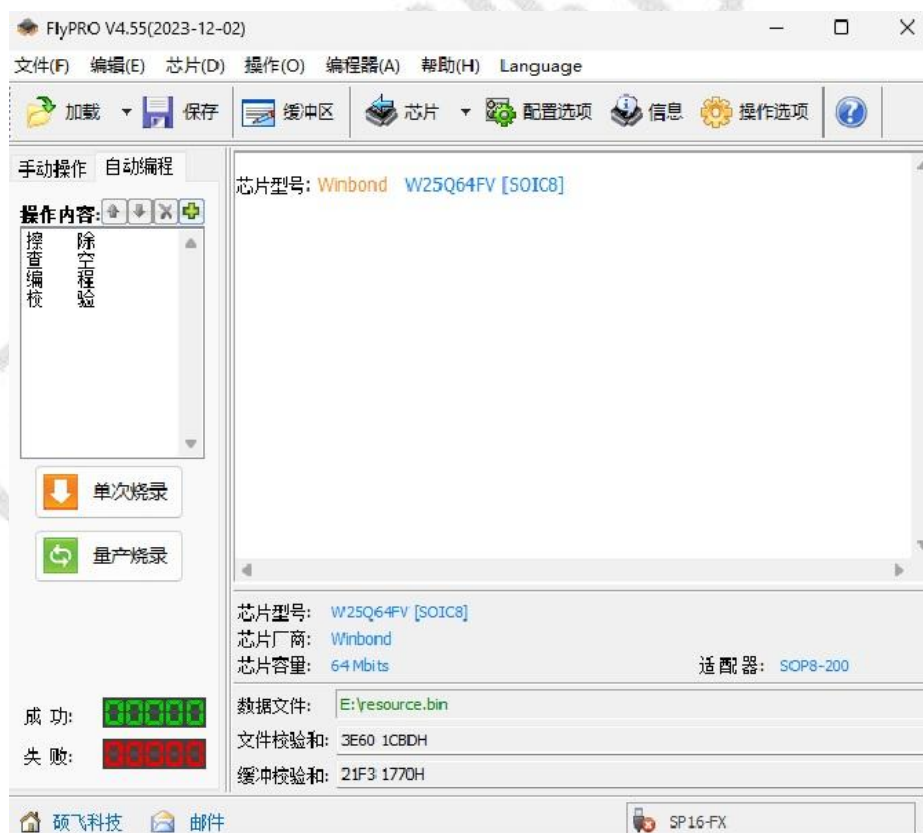 FlyPRO V4.55(2023-12-02)
文件(F) 编辑(E) 芯片(D) 操作(O) 编程器(A) 帮助(H) Language
加载 保存 缓冲区 芯片 配置选项 信息 操作选项
手动操作 自动编程
操作内容:
擦 除
查 空
编 程
校 验
单次烧录
量产烧录
成 功:
失 败:
芯片型号: Winbond W25Q64FV [SOIC8]
芯片型号: W25Q64FV [SOIC8]
芯片厂商: Winbond
芯片容量: 64 Mbits 适配器: SOP8-200
数据文件: E:\resource.bin
文件校验和: 3E60 1CBDH
缓冲校验和: 21F3 1770H
硕飞科技 邮件 SP16-FX